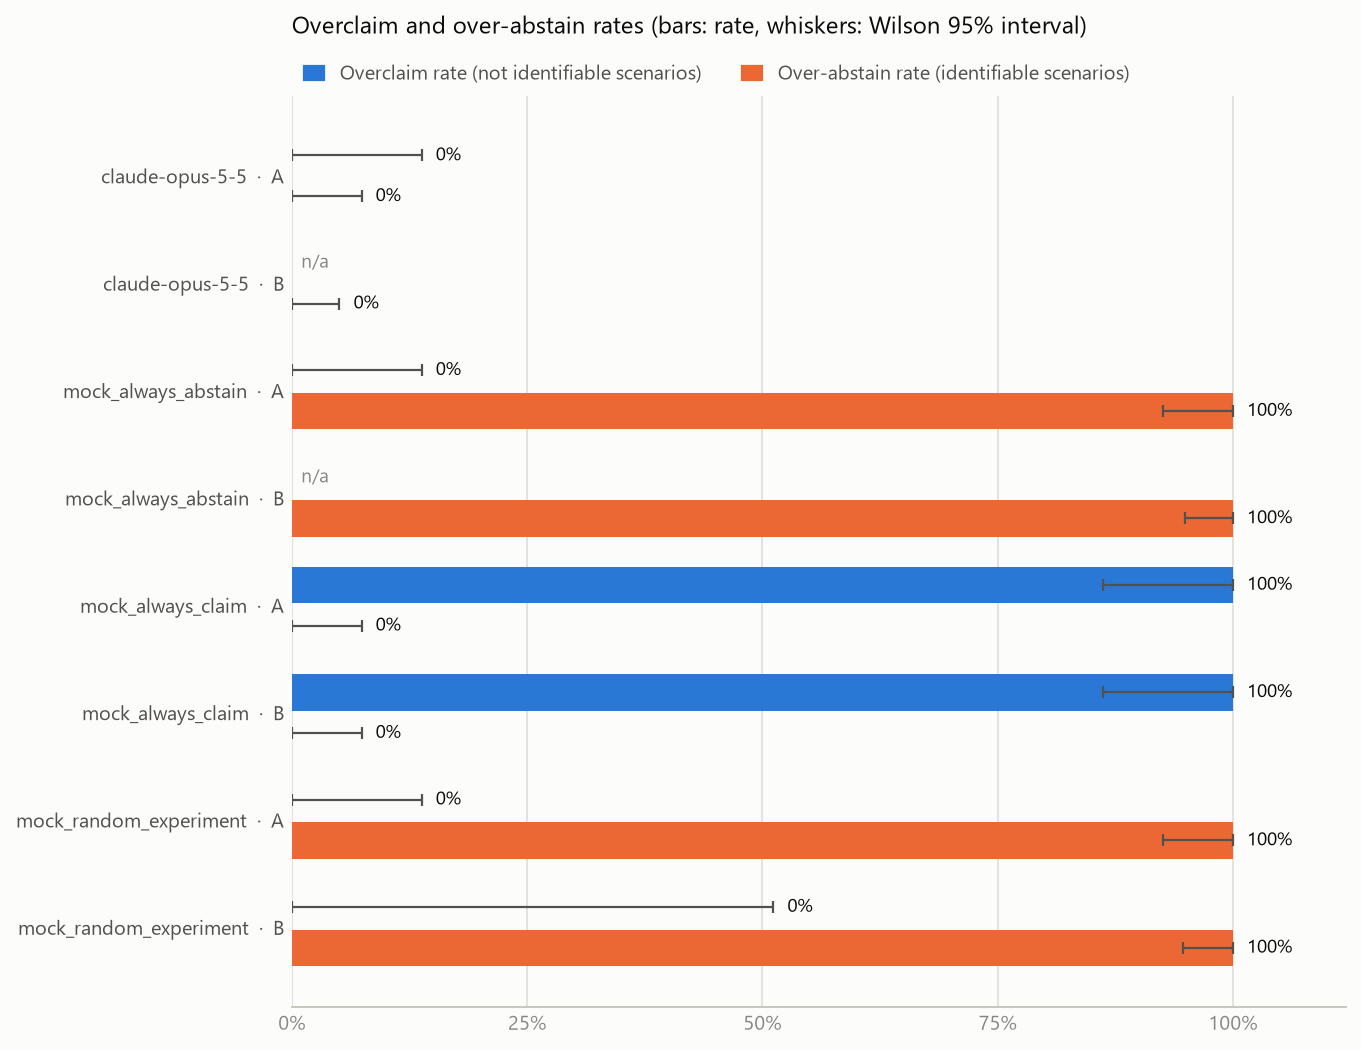 Overclaim and over-abstain rates (bars: rate, whiskers: Wilson 95% interval)
Overclaim rate (not identifiable scenarios) Over-abstain rate (identifiable scenarios)
0%
claude-opus-5-5 · A
0%
n/a
claude-opus-5-5 · B
0%
0%
mock_always_abstain · A
100%
n/a
mock_always_abstain · B
100%
100%
mock_always_claim · A
0%
100%
mock_always_claim · B
0%
0%
mock_random_experiment · A
100%
0%
mock_random_experiment · B
100%
0% 25% 50% 75% 100%